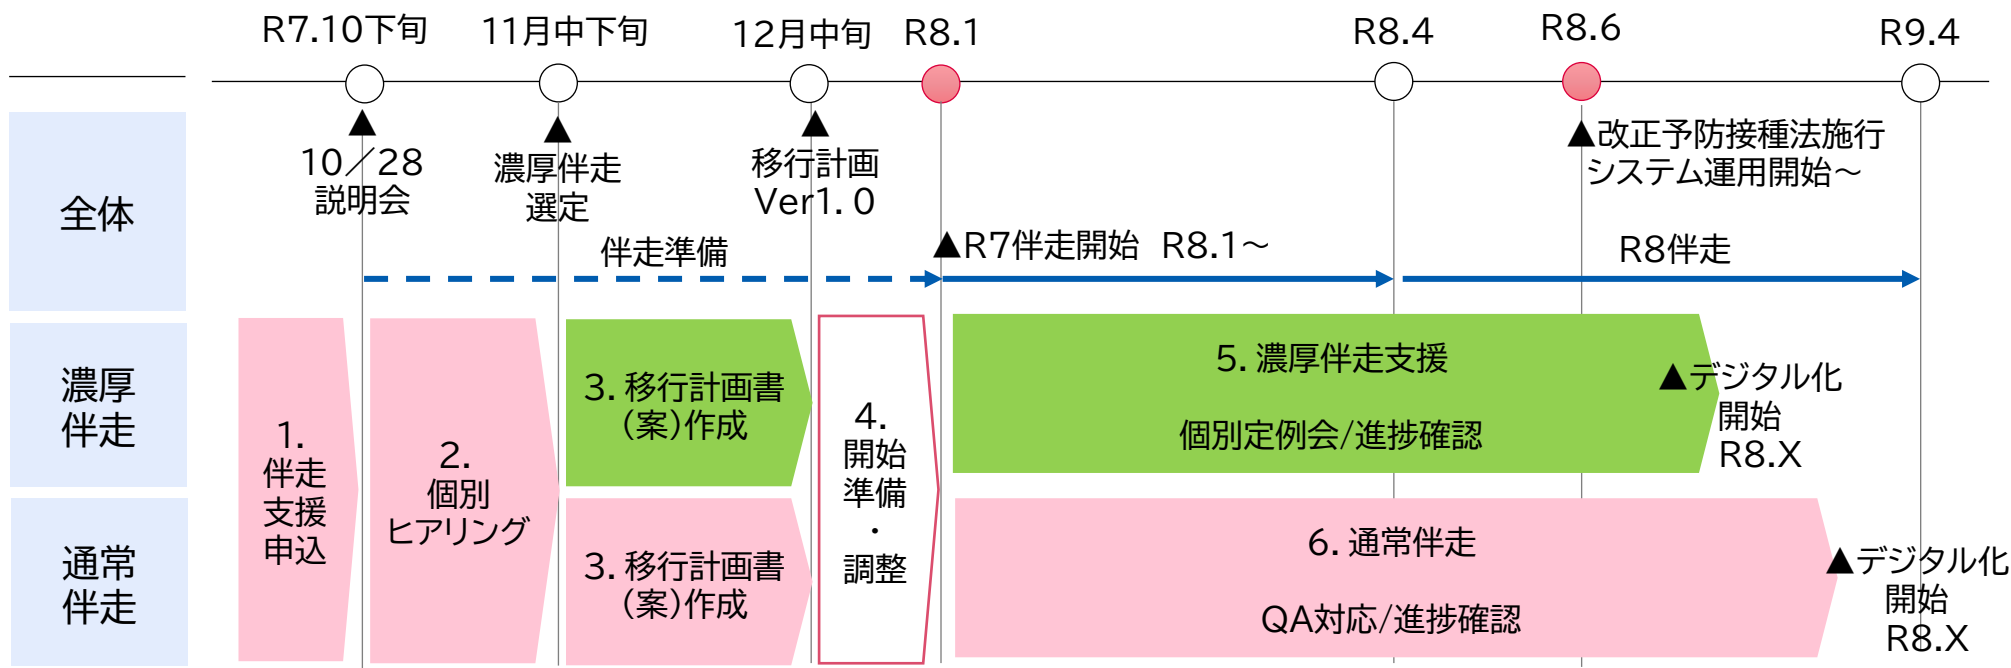 R7.10下旬
11月中下旬
12月中旬
R8.1
R8.4
R8.6
R9.4
全体
▲
10／28
説明会
▲
濃厚伴走
選定
▲
移行計画
Ver1.0
▲改正予防接種法施行
システム運用開始～
伴走準備
▲R7伴走開始 R8.1～
R8伴走
濃厚
伴走
通常
伴走
1.
伴走
支援
申込
2.
個別
ヒアリング
3.移行計画書
(案)作成
3.移行計画書
(案)作成
4.
開始
準備
・
調整
5.濃厚伴走支援
個別定例会/進捗確認
▲デジタル化
開始
R8.X
6.通常伴走
QA対応/進捗確認
▲デジタル化
開始
R8.X